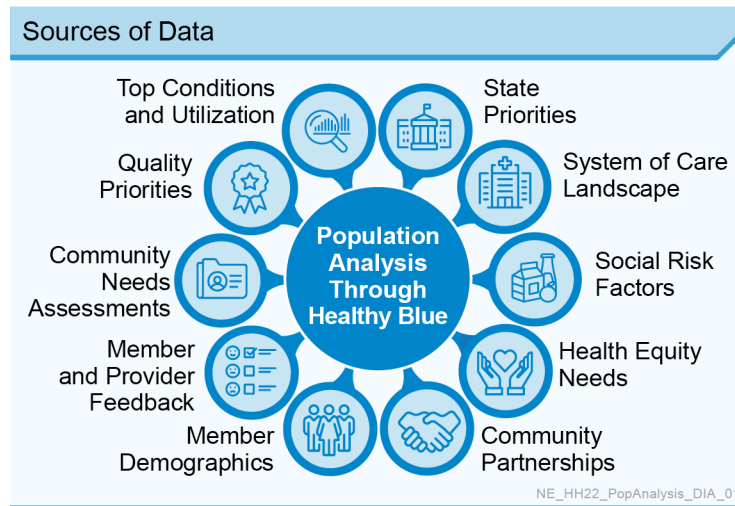 Sources of Data
Top Conditions
and Utilization
State
Priorities
Quality
Priorities
System of Care
Landscape
Population
Analysis
Through
Healthy Blue
Community
Needs
Assessments
Social Risk
Factors
Member
and Provider
Feedback
Health Equity
Needs
Member
Demographics
Community
Partnerships
NE_HH22_PopAnalysis_DIA_01